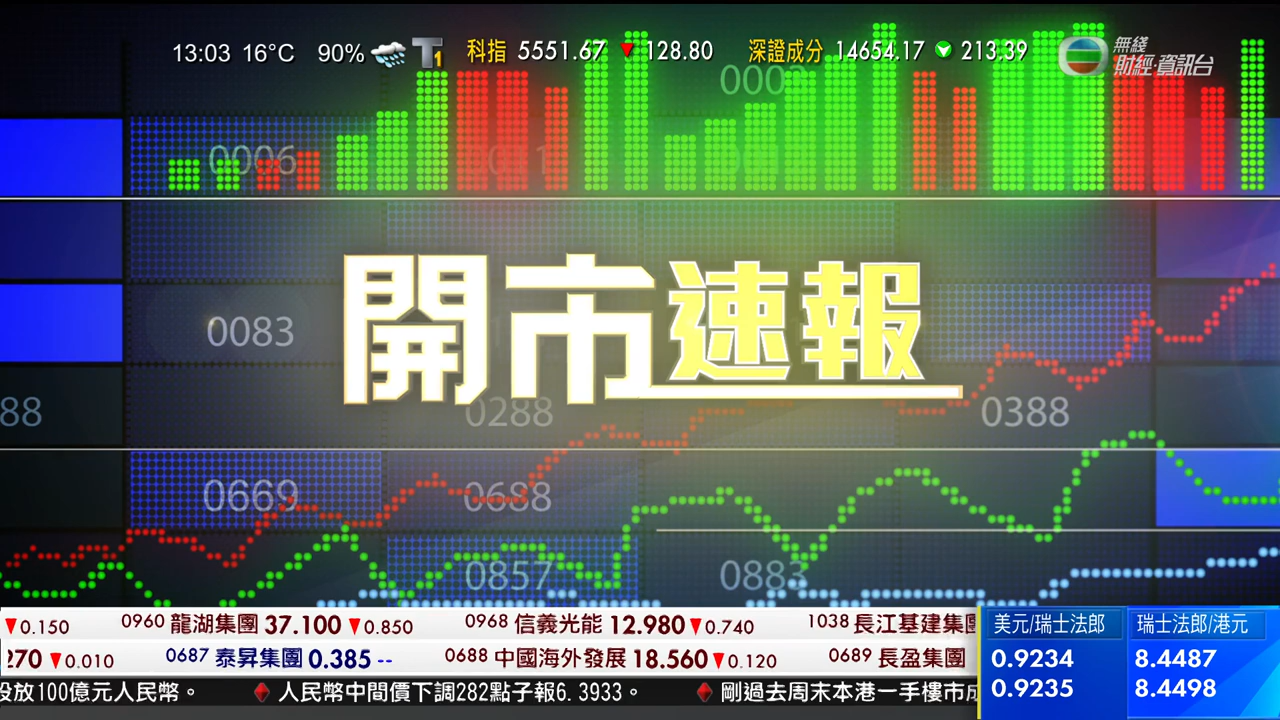 13:03 16°C 90% T1 科指 5551.67 ▼ 128.80 深證成分 14654.17 213.39 無綫 財經·資訊台
0006
0083
開市速報
88
0288
0388
0669
0688
0857
0883
▼0.150 0960 龍湖集團 37.100 ▼0.850 0968 信義光能 12.980 ▼0.740 1038 長江基建集團
270 ▼0.010 0687 泰昇集團 0.385 -- 0688 中國海外發展 18.560 ▼0.120 0689 長盈集團
投放100億元人民幣。 人民幣中間價下調282點子報6.3933。 剛過去周末本港一手樓市成
美元/瑞士法郎 瑞士法郎/港元
0.9234 8.4487
0.9235 8.4498